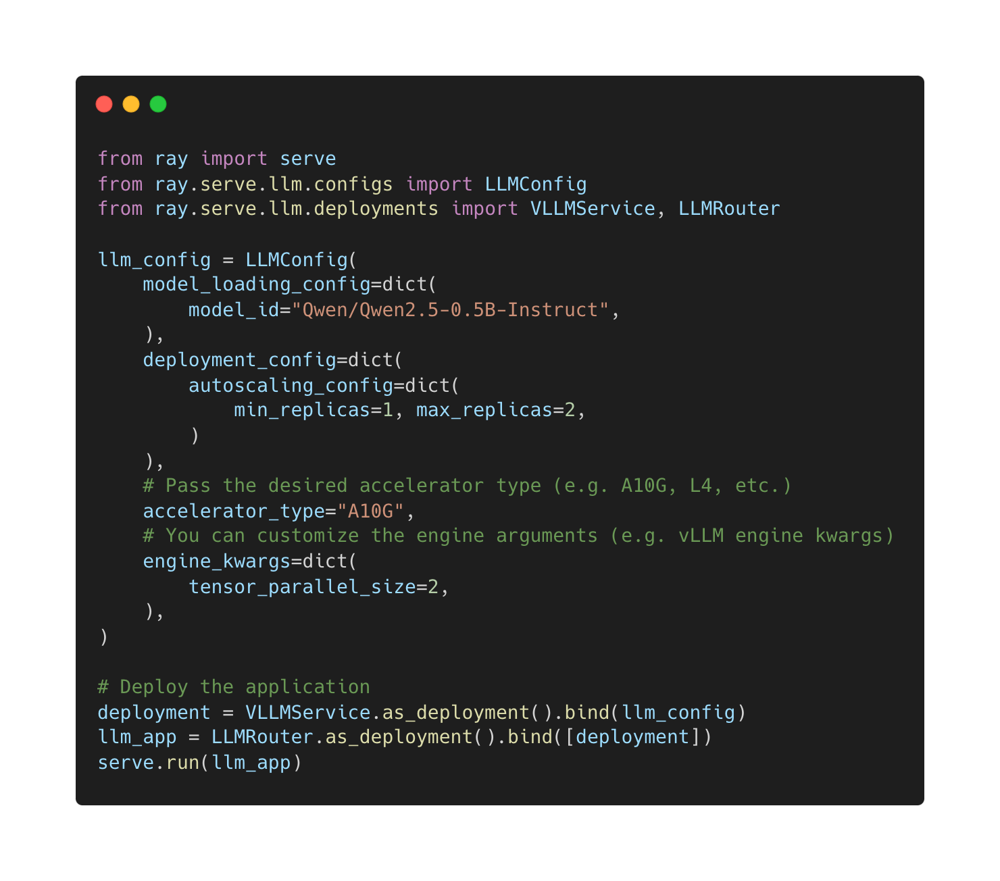 from ray import serve
from ray.serve.llm.configs import LLMConfig
from ray.serve.llm.deployments import VLLMService, LLMRouter

llm_config = LLMConfig(
    model_loading_config=dict(
        model_id="Qwen/Qwen2.5-0.5B-Instruct",
    ),
    deployment_config=dict(
        autoscaling_config=dict(
            min_replicas=1, max_replicas=2,
        )
    ),
    # Pass the desired accelerator type (e.g. A10G, L4, etc.)
    accelerator_type="A10G",
    # You can customize the engine arguments (e.g. vLLM engine kwargs)
    engine_kwargs=dict(
        tensor_parallel_size=2,
    ),
)

# Deploy the application
deployment = VLLMService.as_deployment().bind(llm_config)
llm_app = LLMRouter.as_deployment().bind([deployment])
serve.run(llm_app)